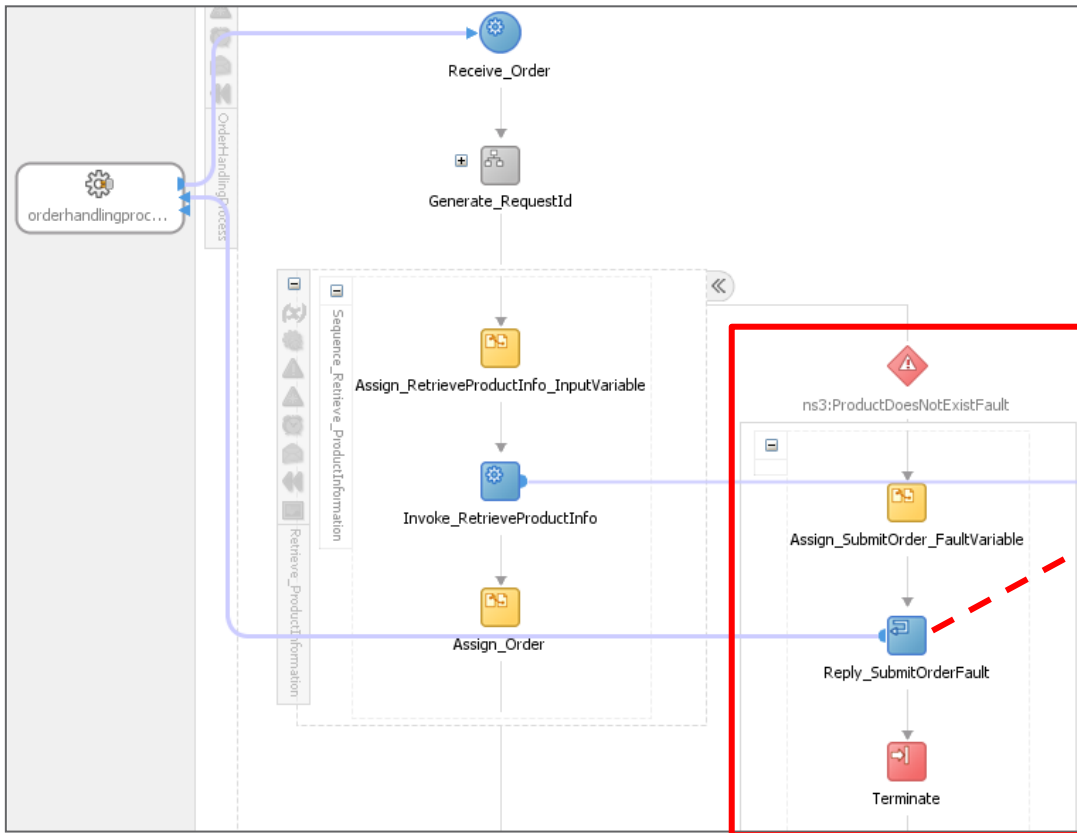 Receive_Order
OrderHandlingProcess
orderhandlingproc...
Generate_RequestId
Sequence_Retrieve_ProductInformation
Assign_RetrieveProductInfo_InputVariable
ns3:ProductDoesNotExistFault
Invoke_RetrieveProductInfo
Assign_SubmitOrder_FaultVariable
Retrieve_ProductInformation
Assign_Order
Reply_SubmitOrderFault
Terminate